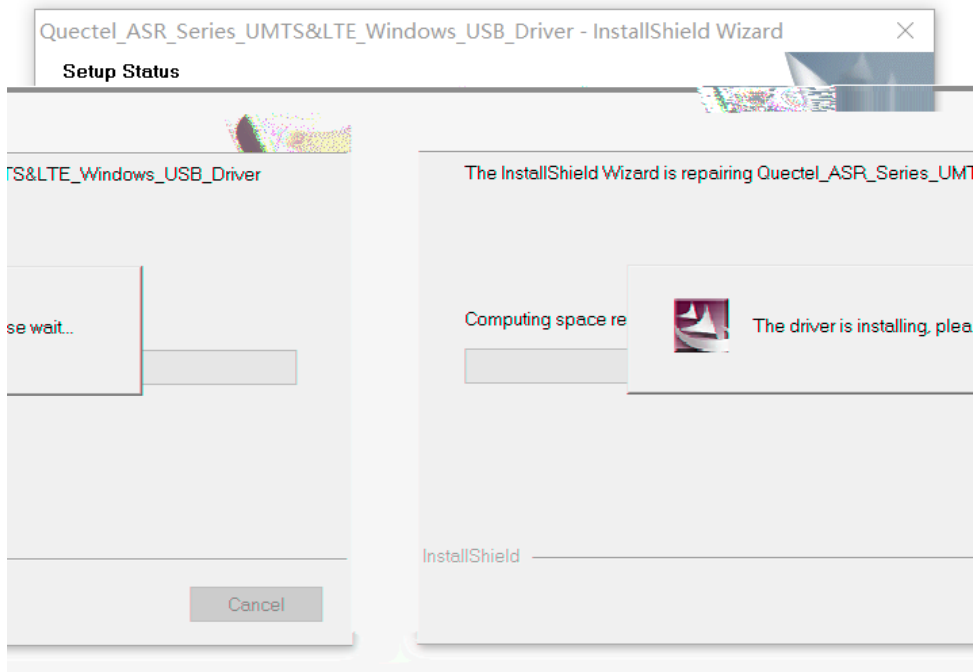 Quectel_ASR_Series_UMTS&LTE_Windows_USB_Driver - InstallShield Wizard
Setup Status
TS&LTE_Windows_USB_Driver
The InstallShield Wizard is repairing Quectel_ASR_Series_UMT
se wait...
Computing space re
The driver is installing, plea
InstallShield
Cancel